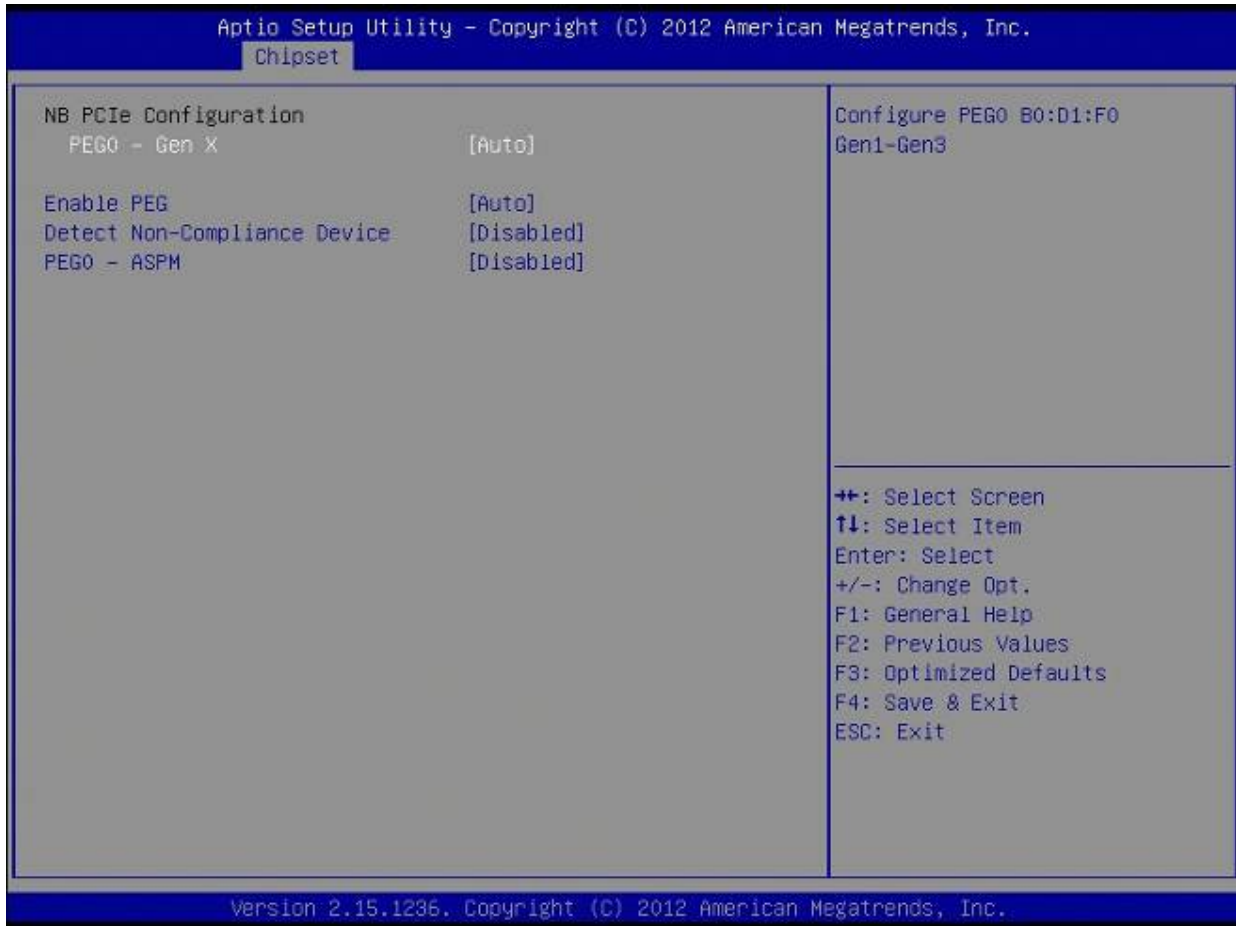 Aptio Setup Utility – Copyright (C) 2012 American Megatrends, Inc.
Chipset
NB PCIe Configuration
PEG0 – Gen X [Auto]
Enable PEG [Auto]
Detect Non-Compliance Device [Disabled]
PEG0 – ASPM [Disabled]
Configure PEG0 B0:D1:F0
Gen1-Gen3
→←: Select Screen
↑↓: Select Item
Enter: Select
+/-: Change Opt.
F1: General Help
F2: Previous Values
F3: Optimized Defaults
F4: Save & Exit
ESC: Exit
Version 2.15.1236. Copyright (C) 2012 American Megatrends, Inc.